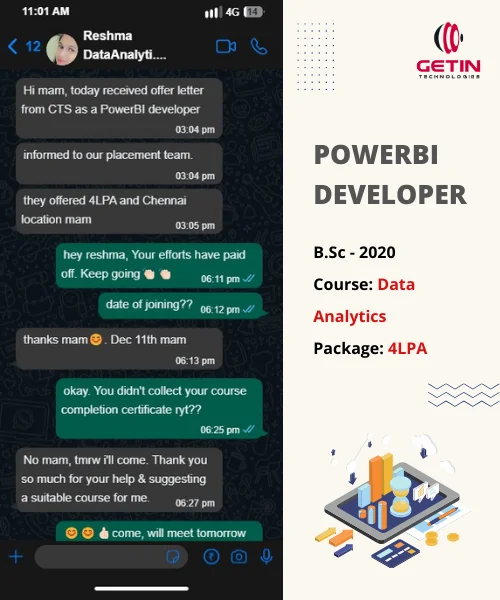 11:01 AM
4G 14
12
Reshma
DataAnalyti....
Hi mam, today received offer letter
from CTS as a PowerBI developer
03:04 pm
informed to our placement team.
03:04 pm
they offered 4LPA and Chennai
location mam
03:05 pm
hey reshma, Your efforts have paid
off. Keep going👏🏻 👏🏻
06:11 pm
date of joining??
06:12 pm
thanks mam😊. Dec 11th mam
06:13 pm
okay. You didn't collect your course
completion certificate ryt??
06:25 pm
No mam, tmrw i'll come. Thank you
so much for your help & suggesting
a suitable course for me.
06:27 pm
😊 😊 👍🏻come, will meet tomorrow
₹
GETIN
TECHNOLOGIES
POWERBI
DEVELOPER
B.Sc - 2020
Course: Data
Analytics
Package: 4LPA